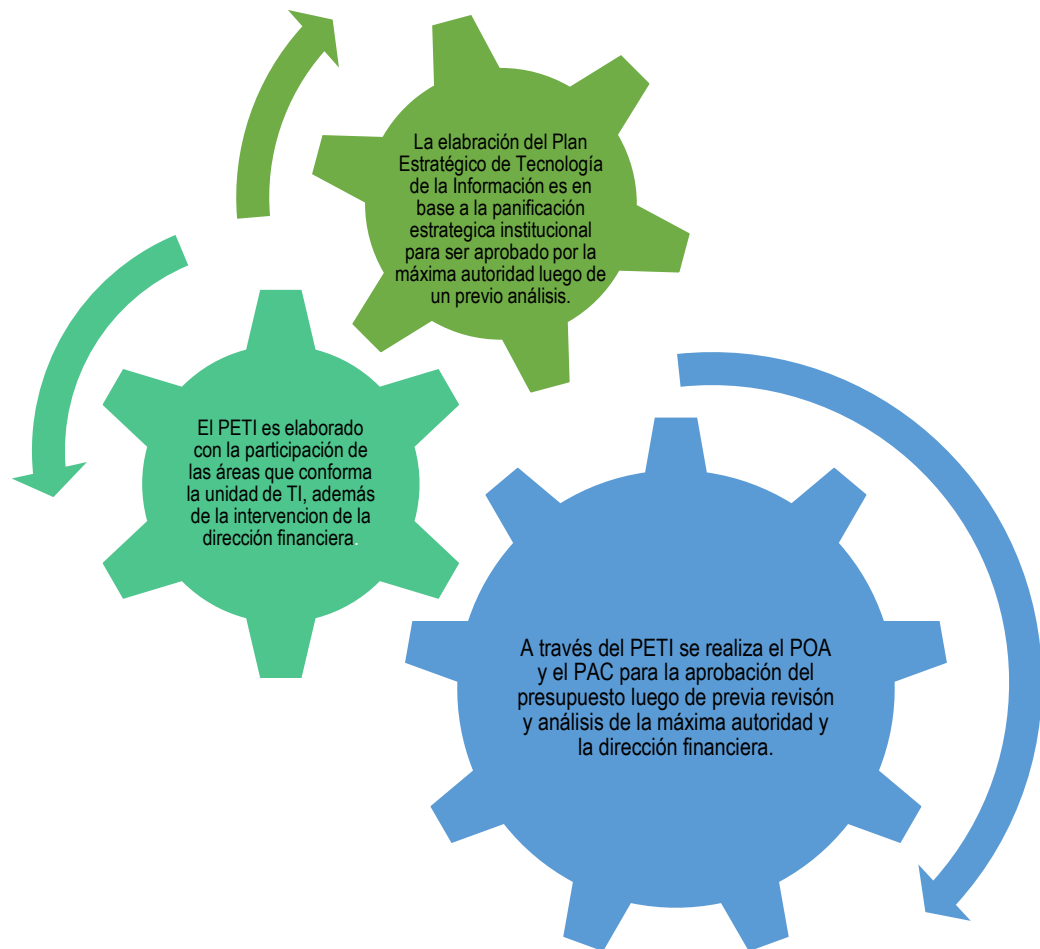 La elabración del Plan
Estratégico de Tecnología
de la Información es en
base a la panificación
estrategica institucional
para ser aprobado por la
máxima autoridad luego de
un previo análisis.
El PETI es elaborado
con la participación de
las áreas que conforma
la unidad de TI, además
de la intervencion de la
dirección financiera.
A través del PETI se realiza el POA
y el PAC para la aprobación del
presupuesto luego de previa revisón
y análisis de la máxima autoridad y
la dirección financiera.